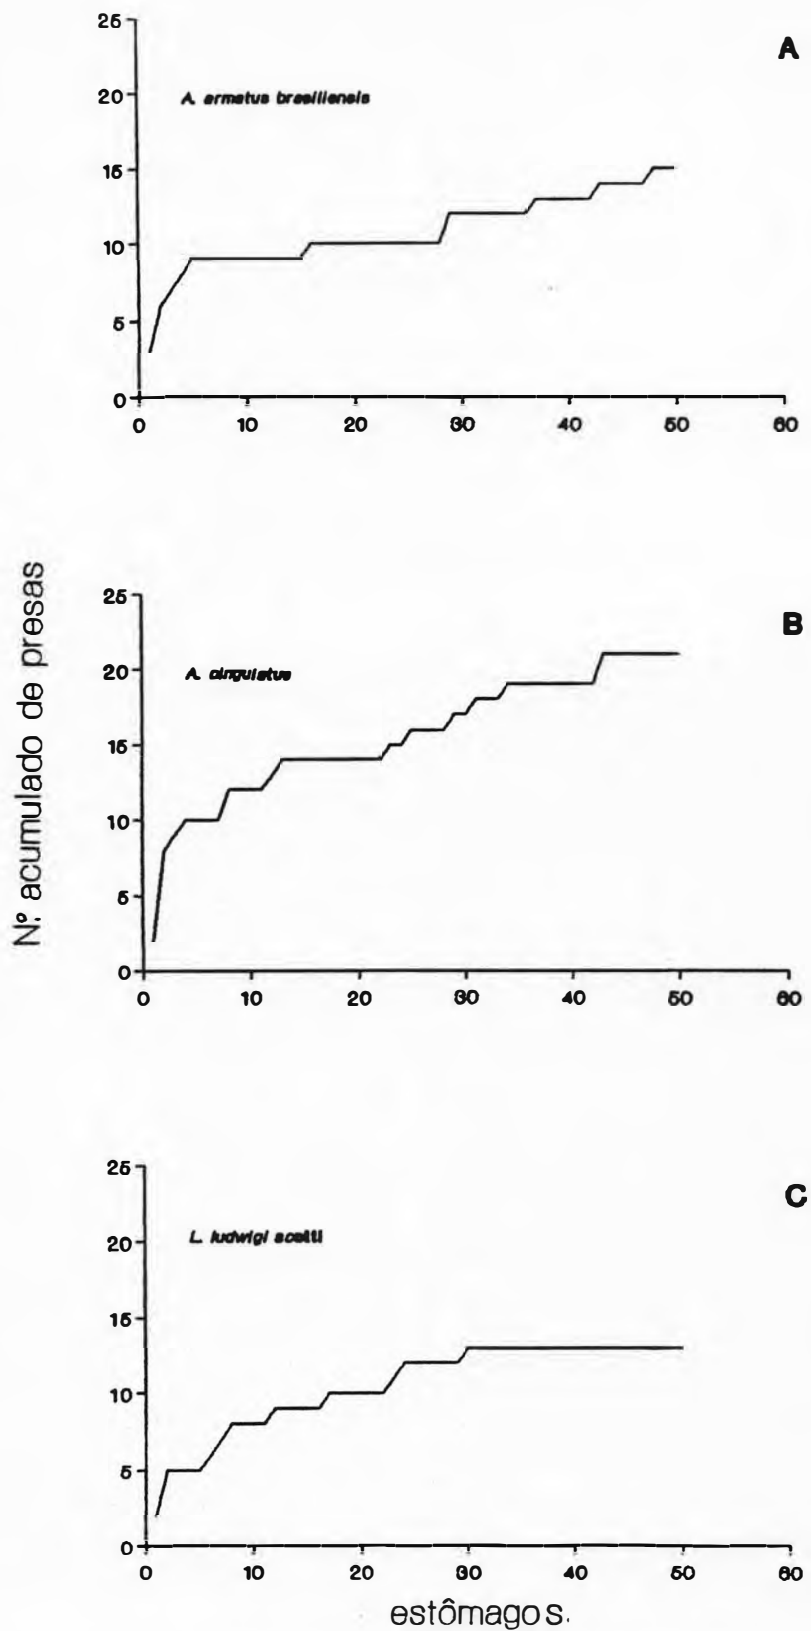 25
A
20
A. armatus brasiliensis
15
10
5
0
0 10 20 30 40 50 60
Nº. acumulado de presas
25
B
20
A. cingulatus
15
10
5
0
0 10 20 30 40 50 60
25
C
20
L. ludwigi scotti
15
10
5
0
0 10 20 30 40 50 60
estômagos.